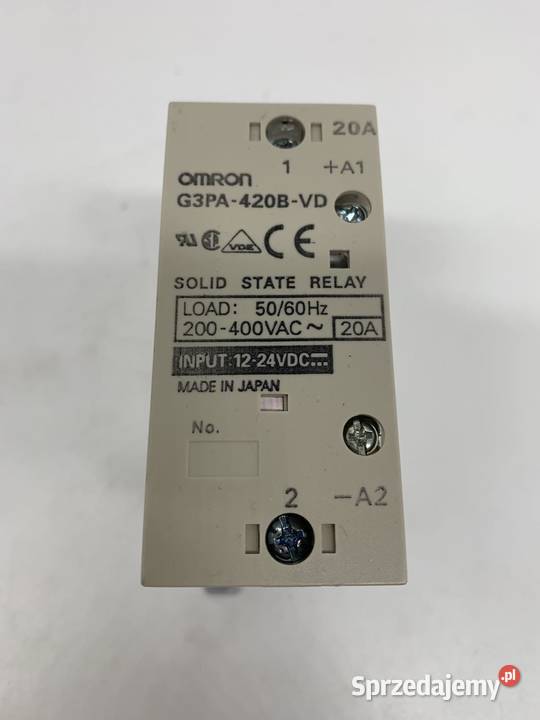 20A
1 +A1
OMRON
G3PA-420B-VD
VDE CE
SOLID STATE RELAY
LOAD: 50/60Hz
200-400VAC ~ 20A
INPUT:12-24VDC
MADE IN JAPAN
No.
2 -A2
Sprzedajemy.pl